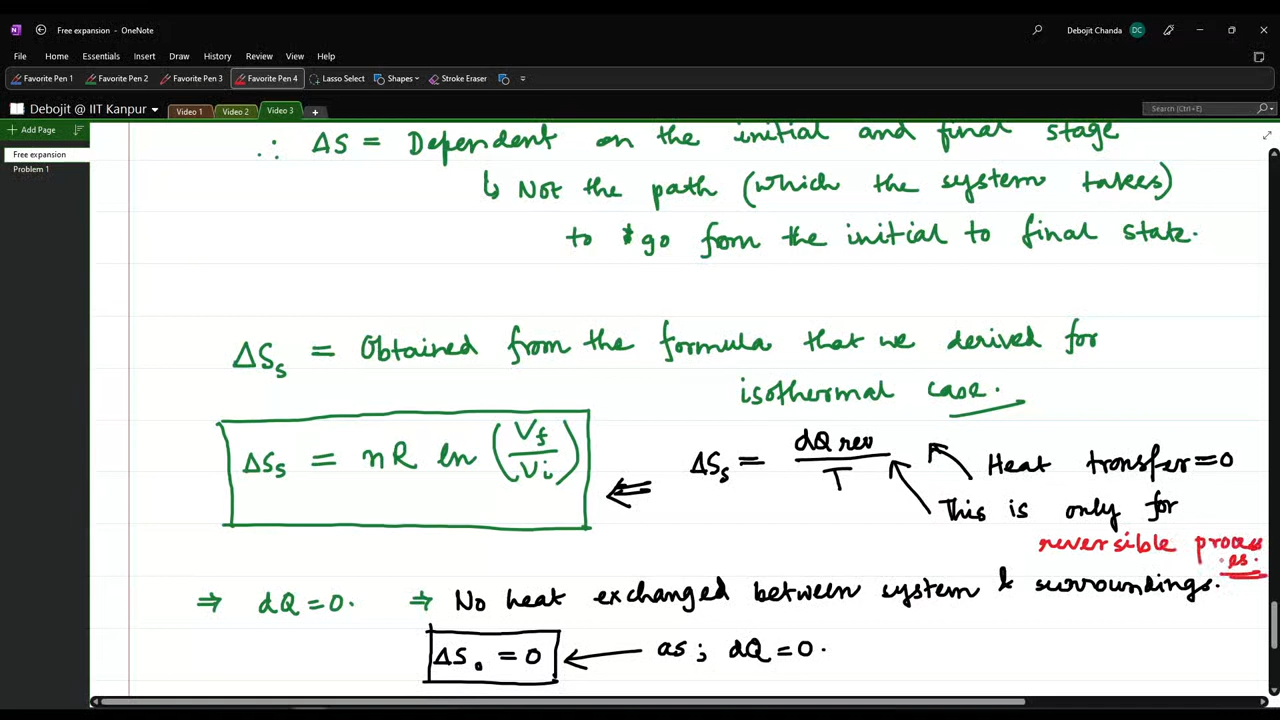 Free expansion - OneNote
Debojit Chanda DC
File Home Essentials Insert Draw History Review View Help
Favorite Pen 1 Favorite Pen 2 Favorite Pen 3 Favorite Pen 4 Lasso Select Shapes Stroke Eraser
Debojit @ IIT Kanpur Video 1 Video 2 Video 3 Search (Ctrl+E)
Add Page
Free expansion
Problem 1
∴ ΔS = Dependent on the initial and final stage
↳ Not the path (which the system takes)
to go from the initial to final state.
ΔSs = Obtained from the formula that we derived for
isothermal case.
ΔSs = nR ln (Vf/Vi)
⇐ ΔSs = dQ rev / T
Heat transfer = 0
This is only for
reversible processes.
⇒ dQ = 0. ⇒ No heat exchanged between system & surroundings.
ΔS₀ = 0 ← as; dQ = 0.